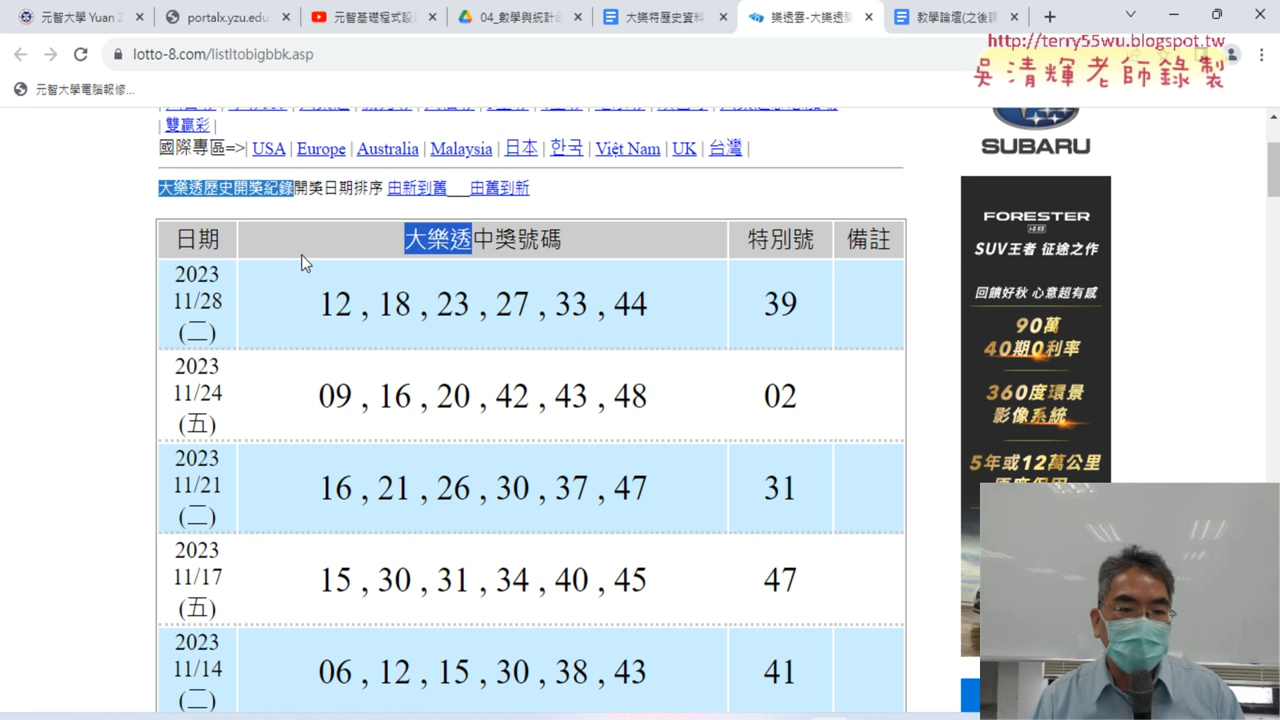 元智大學 Yuan Z
portalx.yzu.edu
元智基礎程式設
04_數學與統計函
大樂特歷史資料
樂透雲-大樂透歷
教學論壇(之後課
lotto-8.com/listltobigbbk.asp
http://terry55wu.blogspot.tw
吳清輝老師錄製
元智大學電腦報修...
| 雙贏彩 |
國際專區=>| USA | Europe | Australia | Malaysia | 日本 | 한국 | Việt Nam | UK | 台灣 |
大樂透歷史開獎紀錄開獎日期排序 由新到舊 由舊到新
日期 大樂透中獎號碼 特別號 備註
2023
11/28
(二)
12 , 18 , 23 , 27 , 33 , 44 39
2023
11/24
(五)
09 , 16 , 20 , 42 , 43 , 48 02
2023
11/21
(二)
16 , 21 , 26 , 30 , 37 , 47 31
2023
11/17
(五)
15 , 30 , 31 , 34 , 40 , 45 47
2023
11/14
(二)
06 , 12 , 15 , 30 , 38 , 43 41
SUBARU
FORESTER
SUV王者 征途之作
回饋好秋 心意超有感
90萬
40期0利率
360度環景
影像系統
5年或12萬公里